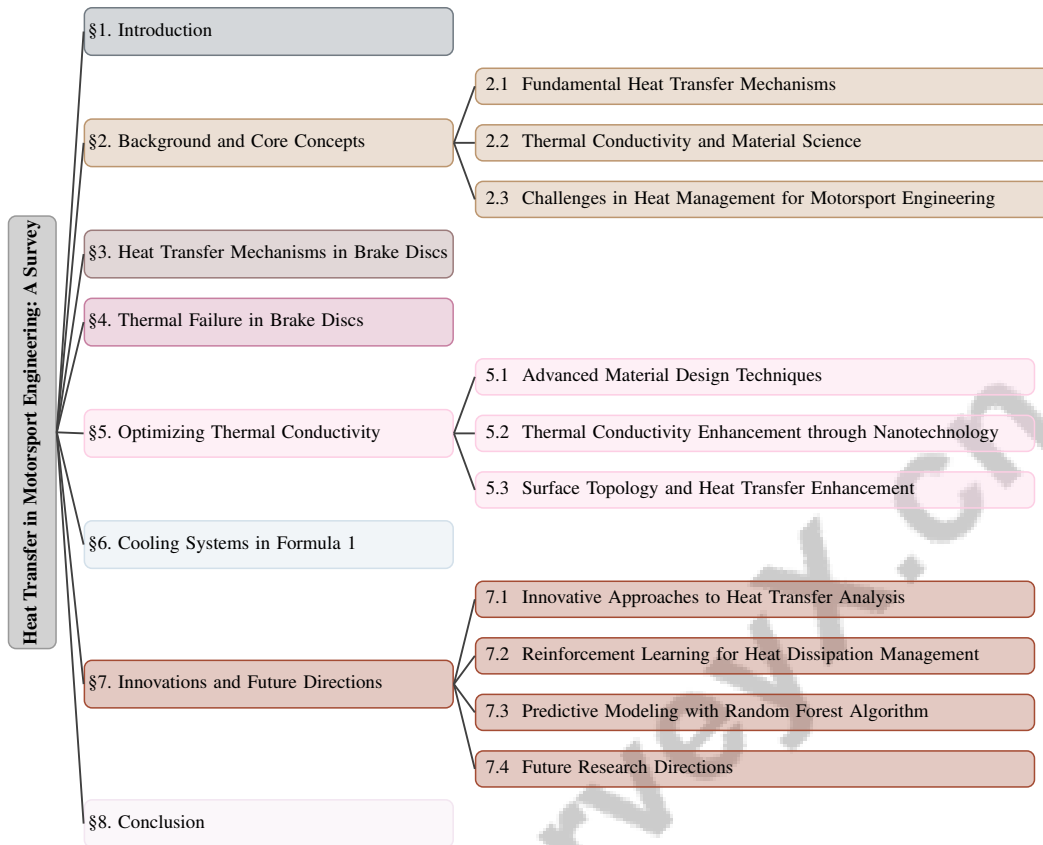 Heat Transfer in Motorsport Engineering: A Survey
§1. Introduction
§2. Background and Core Concepts
2.1 Fundamental Heat Transfer Mechanisms
2.2 Thermal Conductivity and Material Science
2.3 Challenges in Heat Management for Motorsport Engineering
§3. Heat Transfer Mechanisms in Brake Discs
§4. Thermal Failure in Brake Discs
§5. Optimizing Thermal Conductivity
5.1 Advanced Material Design Techniques
5.2 Thermal Conductivity Enhancement through Nanotechnology
5.3 Surface Topology and Heat Transfer Enhancement
§6. Cooling Systems in Formula 1
§7. Innovations and Future Directions
7.1 Innovative Approaches to Heat Transfer Analysis
7.2 Reinforcement Learning for Heat Dissipation Management
7.3 Predictive Modeling with Random Forest Algorithm
7.4 Future Research Directions
§8. Conclusion
rveyx.cn